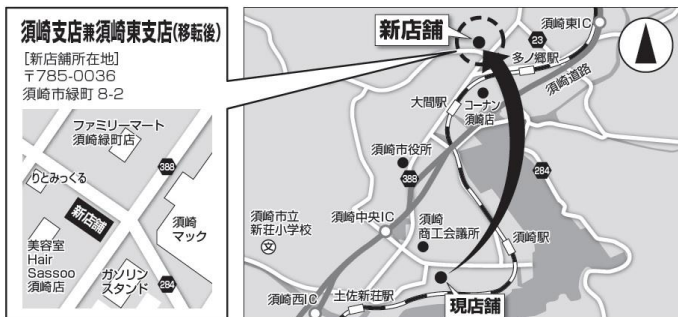 須崎支店兼須崎東支店(移転後)
[新店舗所在地]
〒785-0036
須崎市緑町 8-2
ファミリーマート
須崎緑町店
388
りとみっくる
新店舗
須崎
マック
美容室
Hair
Sassoo
須崎店
ガソリン
スタンド
284
新店舗
須崎東IC
23
多ノ郷駅
須崎道路
大間駅
コーナン
須崎店
須崎市役所
388
284
須崎市立
新荘小学校
文
須崎中央IC
須崎
商工会議所
須崎駅
須崎西IC
土佐新荘駅
現店舗